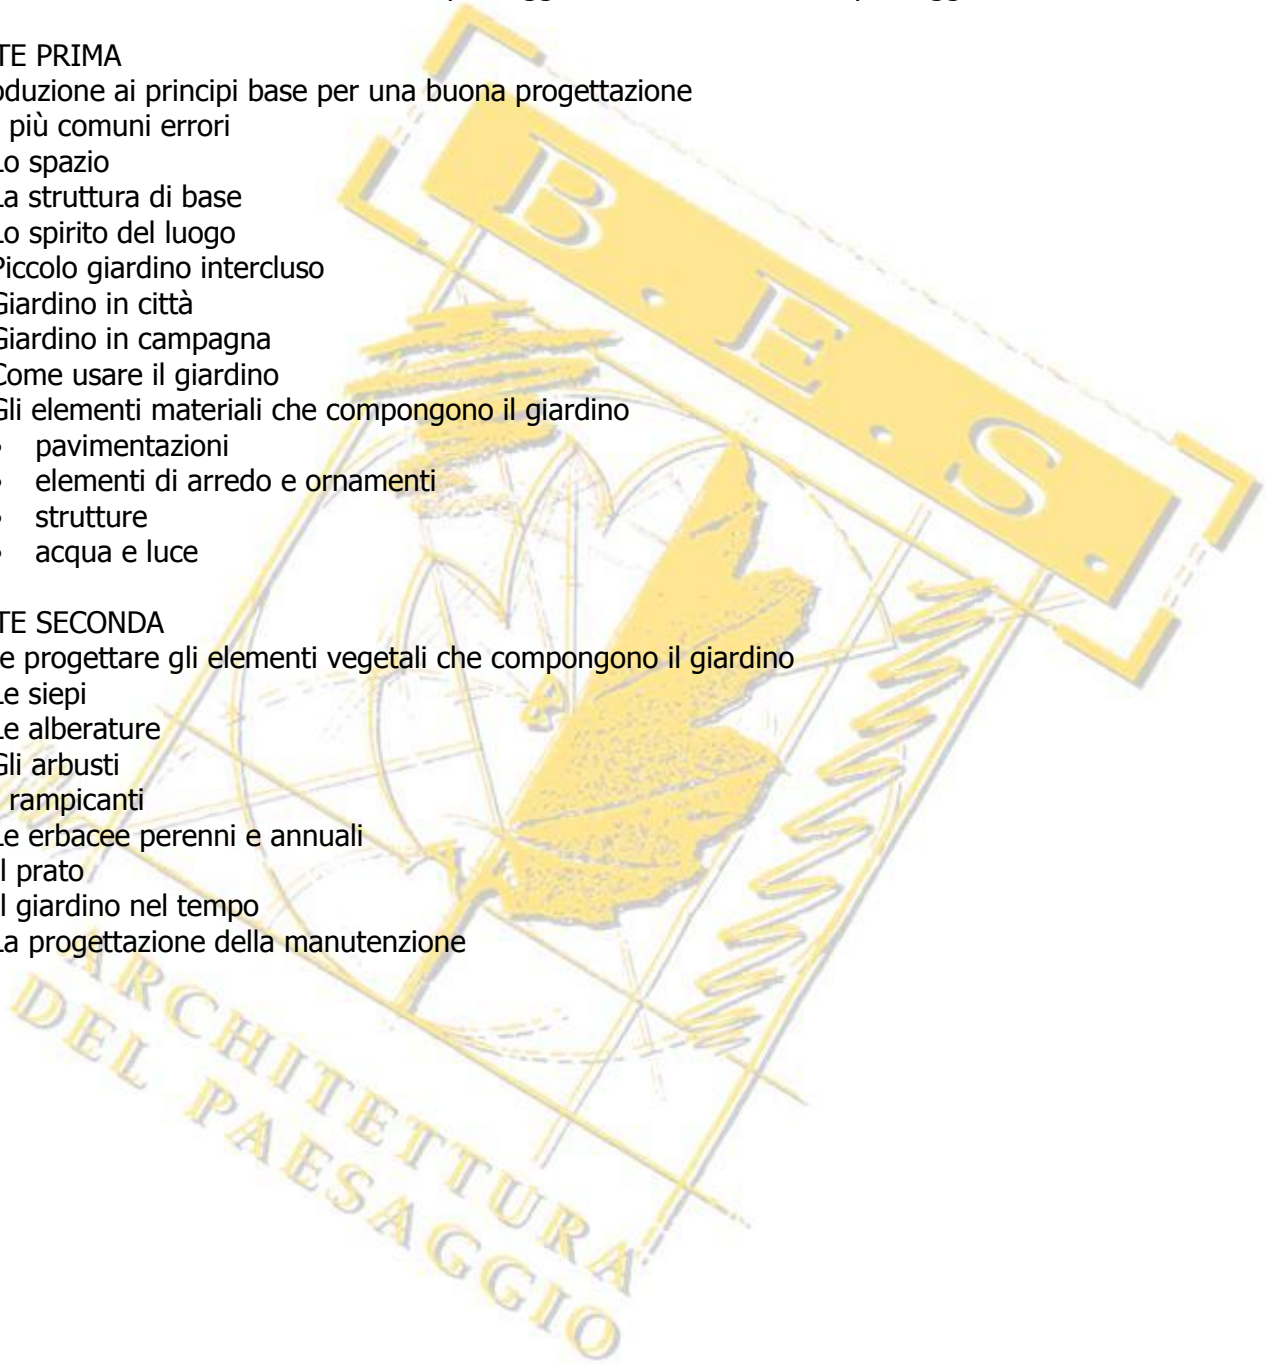 TE PRIMA
oduzione ai principi base per una buona progettazione
più comuni errori
Lo spazio
La struttura di base
Lo spirito del luogo
Piccolo giardino intercluso
Giardino in città
Giardino in campagna
Come usare il giardino
Gli elementi materiali che compongono il giardino
• pavimentazioni
• elementi di arredo e ornamenti
• strutture
• acqua e luce
TE SECONDA
e progettare gli elementi vegetali che compongono il giardino
Le siepi
Le alberature
Gli arbusti
rampicanti
Le erbacee perenni e annuali
Il prato
Il giardino nel tempo
La progettazione della manutenzione
B.E.S.
ARCHITETTURA
DEL PAESAGGIO